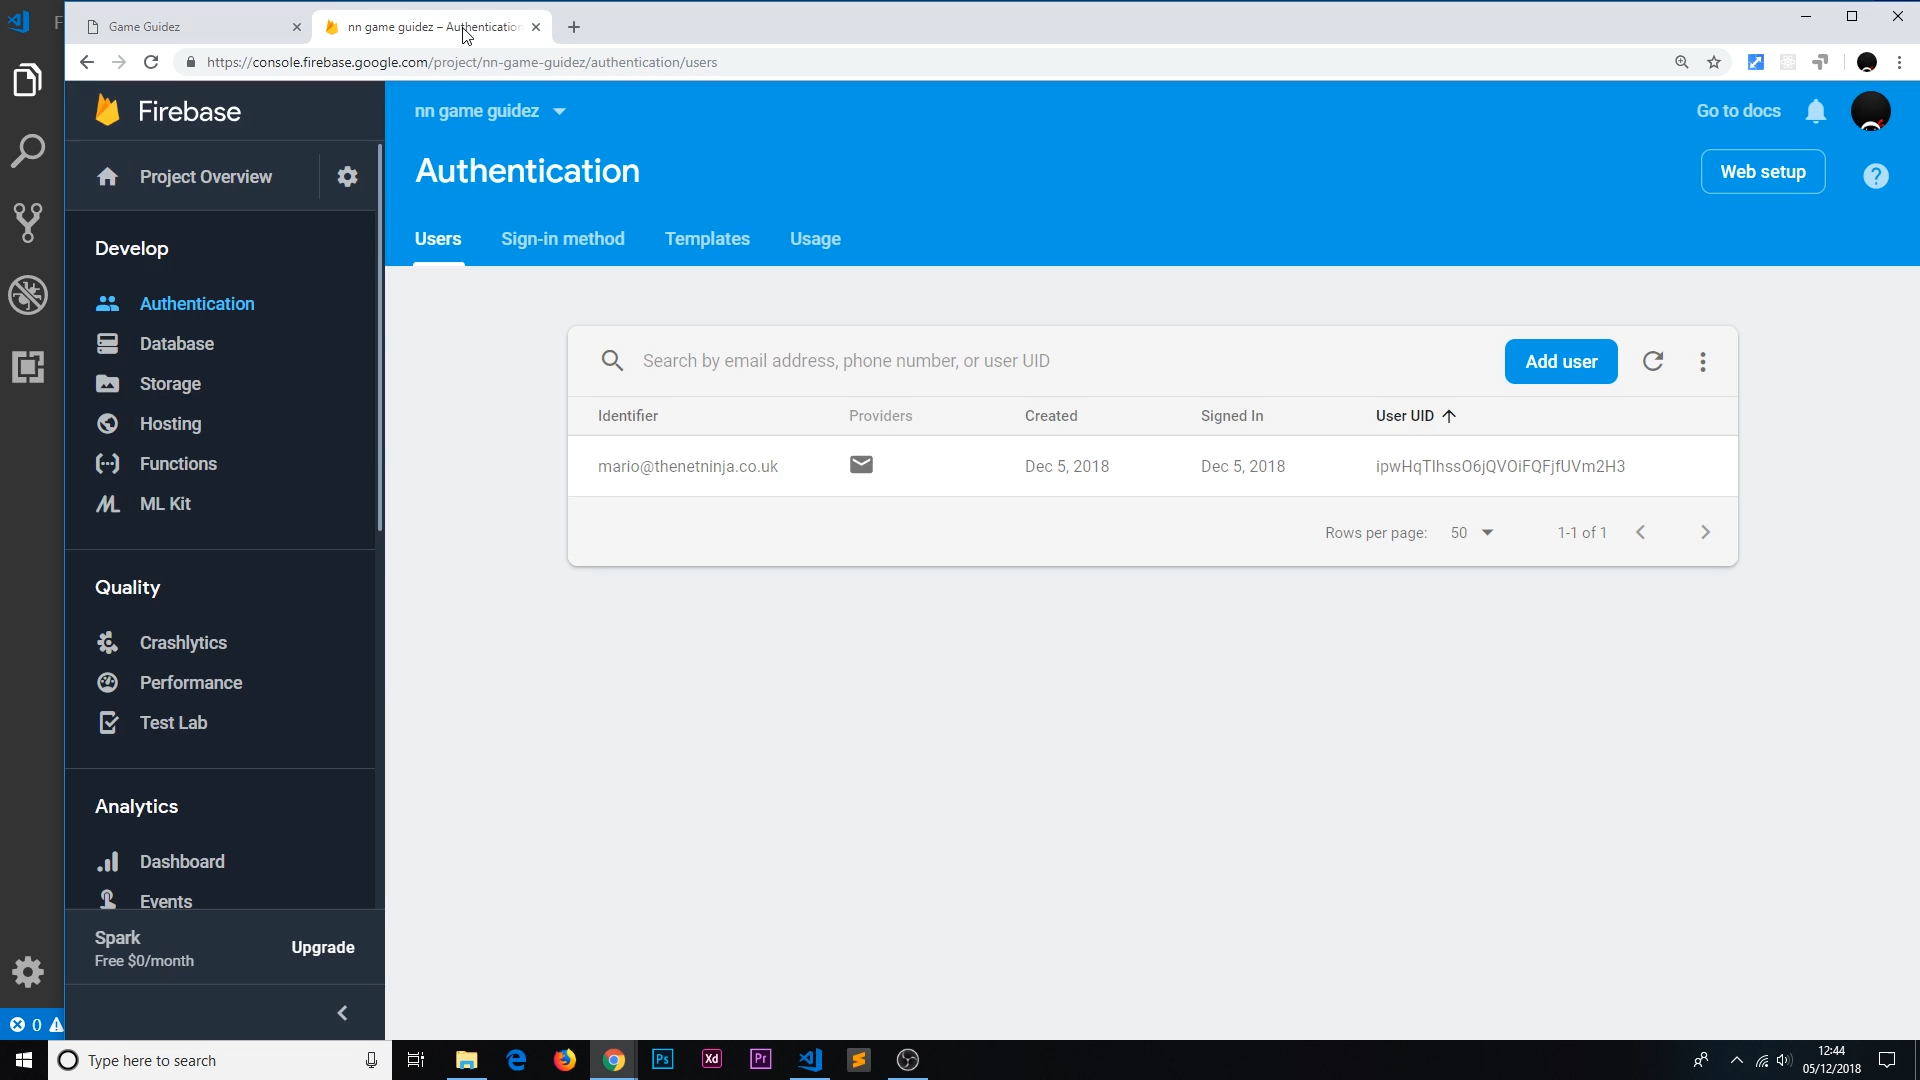 Game Guidez
nn game guidez – Authentication
https://console.firebase.google.com/project/nn-game-guidez/authentication/users
F
Firebase
nn game guidez
Go to docs
Project Overview
Authentication
Web setup
Users
Sign-in method
Templates
Usage
Develop
Authentication
Database
Storage
Hosting
Functions
ML Kit
Quality
Crashlytics
Performance
Test Lab
Analytics
Dashboard
Events
Spark
Free $0/month
Upgrade
Search by email address, phone number, or user UID
Add user
Identifier
Providers
Created
Signed In
User UID
mario@thenetninja.co.uk
Dec 5, 2018
Dec 5, 2018
Rows per page:
50
1-1 of 1
0
Type here to search
Ps
Xd
Pr
12:44
05/12/2018